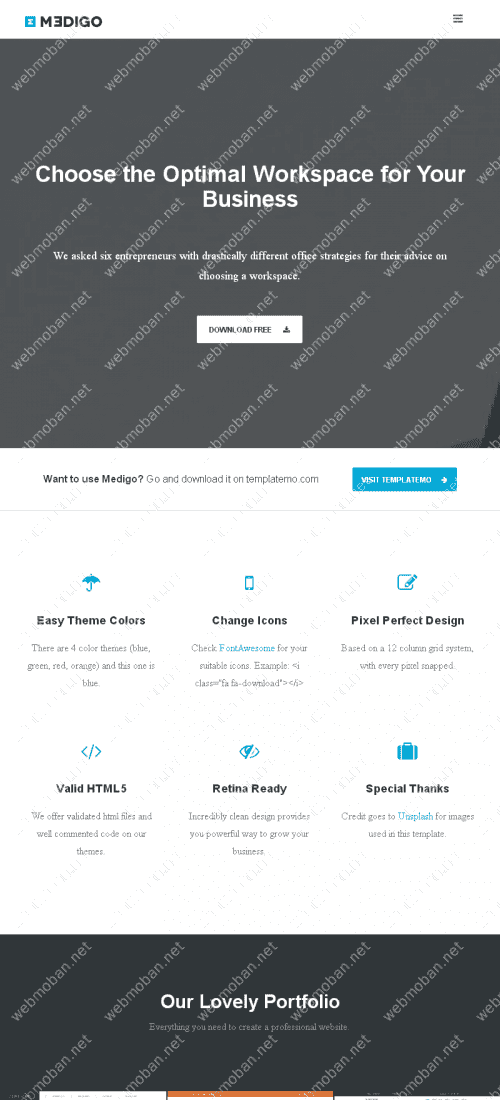 MEDIGO
Choose the Optimal Workspace for Your
Business
We asked six entrepreneurs with drastically different office strategies for their advice on
choosing a workspace.
DOWNLOAD FREE
Want to use Medigo? Go and download it on templatemo.com
VISIT TEMPLATEMO
Easy Theme Colors
There are 4 color themes (blue,
green, red, orange) and this one is
blue.
Change Icons
Check FontAwesome for your
suitable icons. Example: <i
class="fa fa-download"></i>
Pixel Perfect Design
Based on a 12 column grid system,
with every pixel snapped.
Valid HTML5
We offer validated html files and
well commented code on our
themes.
Retina Ready
Incredibly clean design provides
you powerful way to grow your
business.
Special Thanks
Credit goes to Unsplash for images
used in this template.
Our Lovely Portfolio
Everything you need to create a professional website
webmoban.net